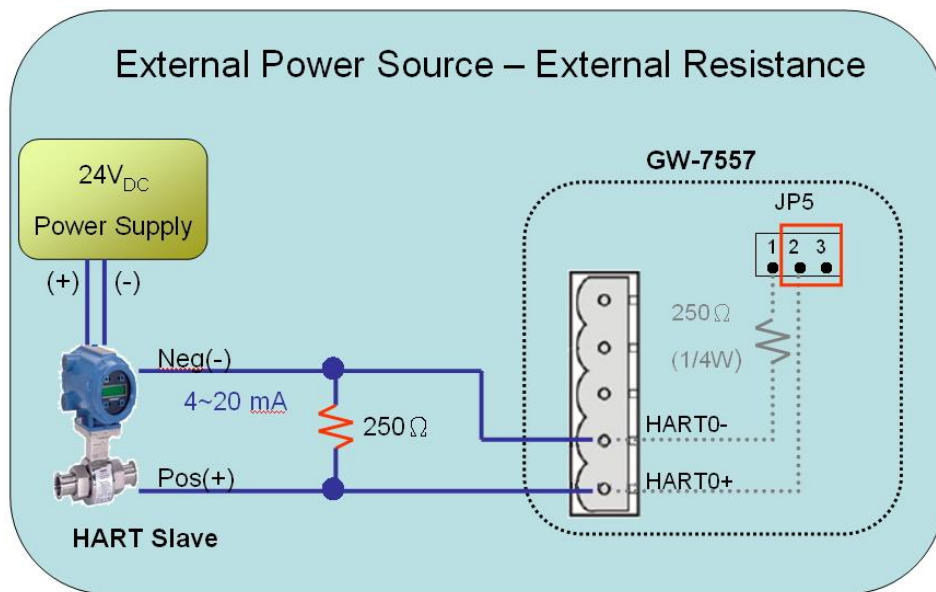 External Power Source – External Resistance
24VDC
Power Supply
(+) (-)
GW-7557
JP5
1 2 3
250Ω
(1/4W)
Neg(-)
4~20 mA
250Ω
HART0-
Pos(+)
HART0+
HART Slave